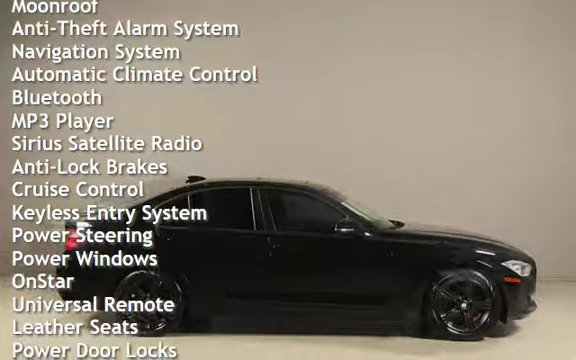 Moonroof
Anti-Theft Alarm System
Navigation System
Automatic Climate Control
Bluetooth
MP3 Player
Sirius Satellite Radio
Anti-Lock Brakes
Cruise Control
Keyless Entry System
Power Steering
Power Windows
OnStar
Universal Remote
Leather Seats
Power Door Locks